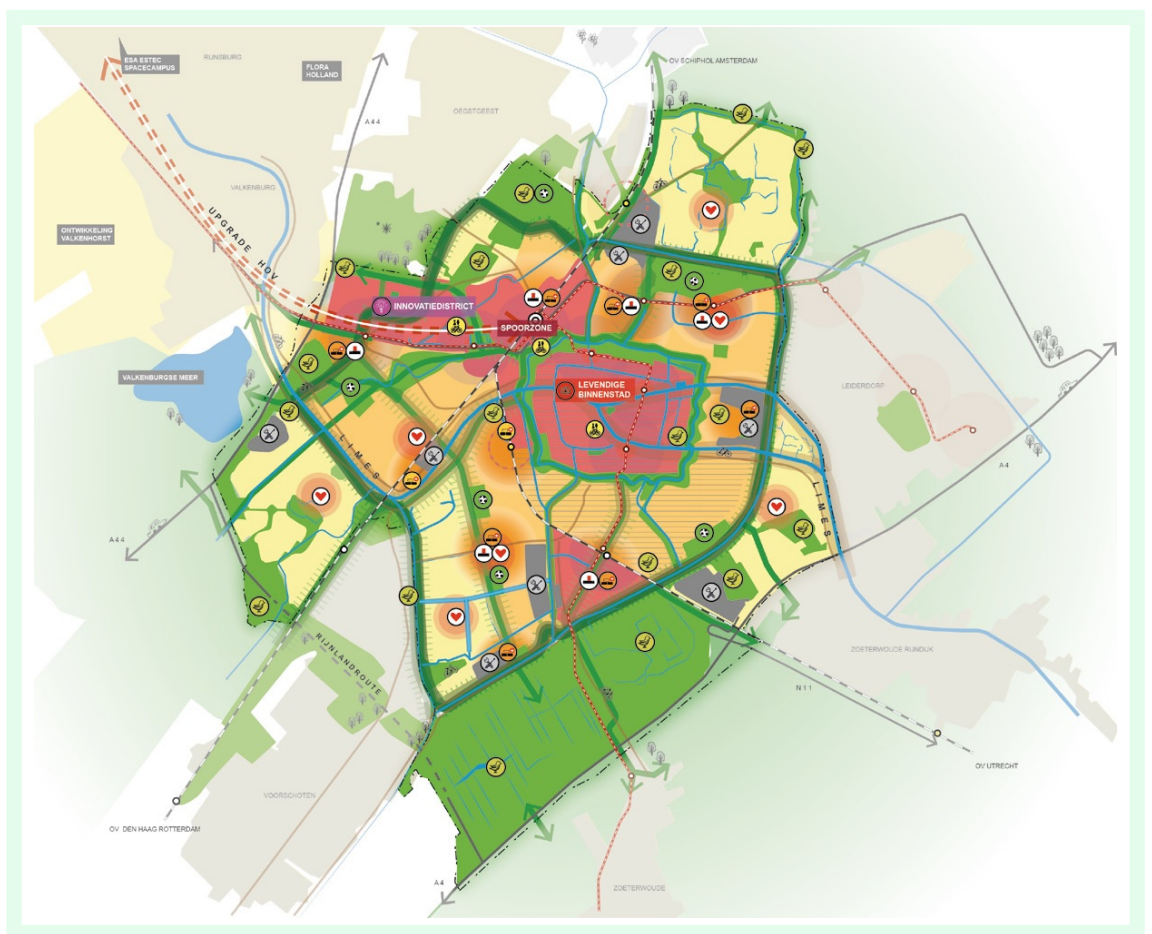 ESA ESTEC
SPACECAMPUS
RIJNSBURG
FLORA
HOLLAND
OV SCHIPHOL AMSTERDAM
OEGSTGEEST
A44
VALKENBURG
UPGRADE HOV
ONTWIKKELING
VALKENHORST
INNOVATIEDISTRICT
SPOORZONE
VALKENBURGSE MEER
LEVENDIGE
BINNENSTAD
LEIDERDORP
LIMES
A4
LIMES
A44
RIJNLANDROUTE
ZOETERWOUDE RIJNDIJK
N11
OV UTRECHT
VOORSCHOTEN
OV DEN HAAG ROTTERDAM
A4
ZOETERWOUDE